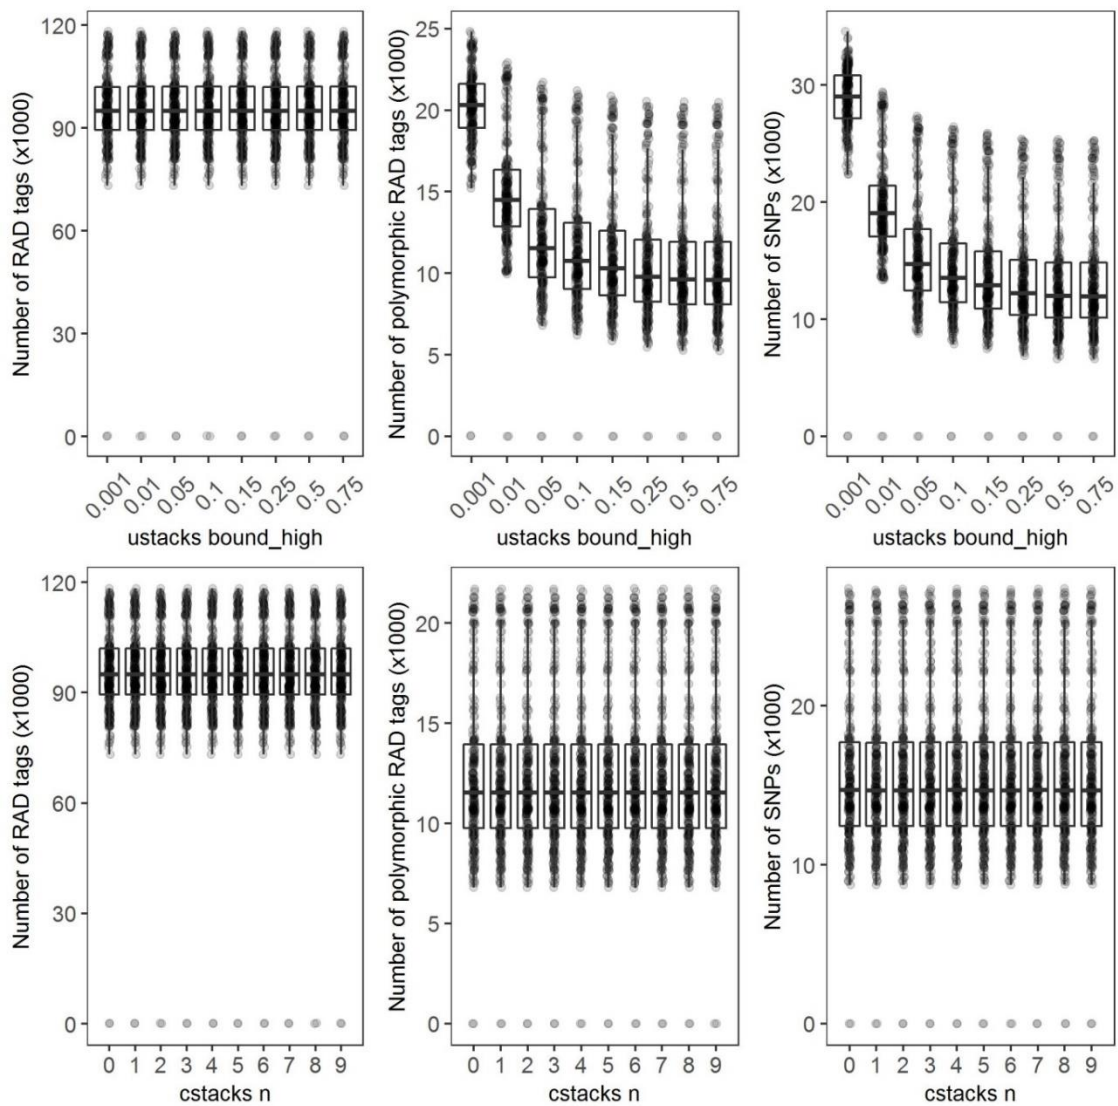 Number of RAD tags (x1000)
120
90
60
30
0
0.001 0.01 0.05 0.1 0.15 0.25 0.5 0.75
ustacks bound_high
Number of polymorphic RAD tags (x1000)
25
20
15
10
5
0
0.001 0.01 0.05 0.1 0.15 0.25 0.5 0.75
ustacks bound_high
Number of SNPs (x1000)
30
20
10
0
0.001 0.01 0.05 0.1 0.15 0.25 0.5 0.75
ustacks bound_high
Number of RAD tags (x1000)
120
90
60
30
0
0 1 2 3 4 5 6 7 8 9
cstacks n
Number of polymorphic RAD tags (x1000)
20
15
10
5
0
0 1 2 3 4 5 6 7 8 9
cstacks n
Number of SNPs (x1000)
20
10
0
0 1 2 3 4 5 6 7 8 9
cstacks n